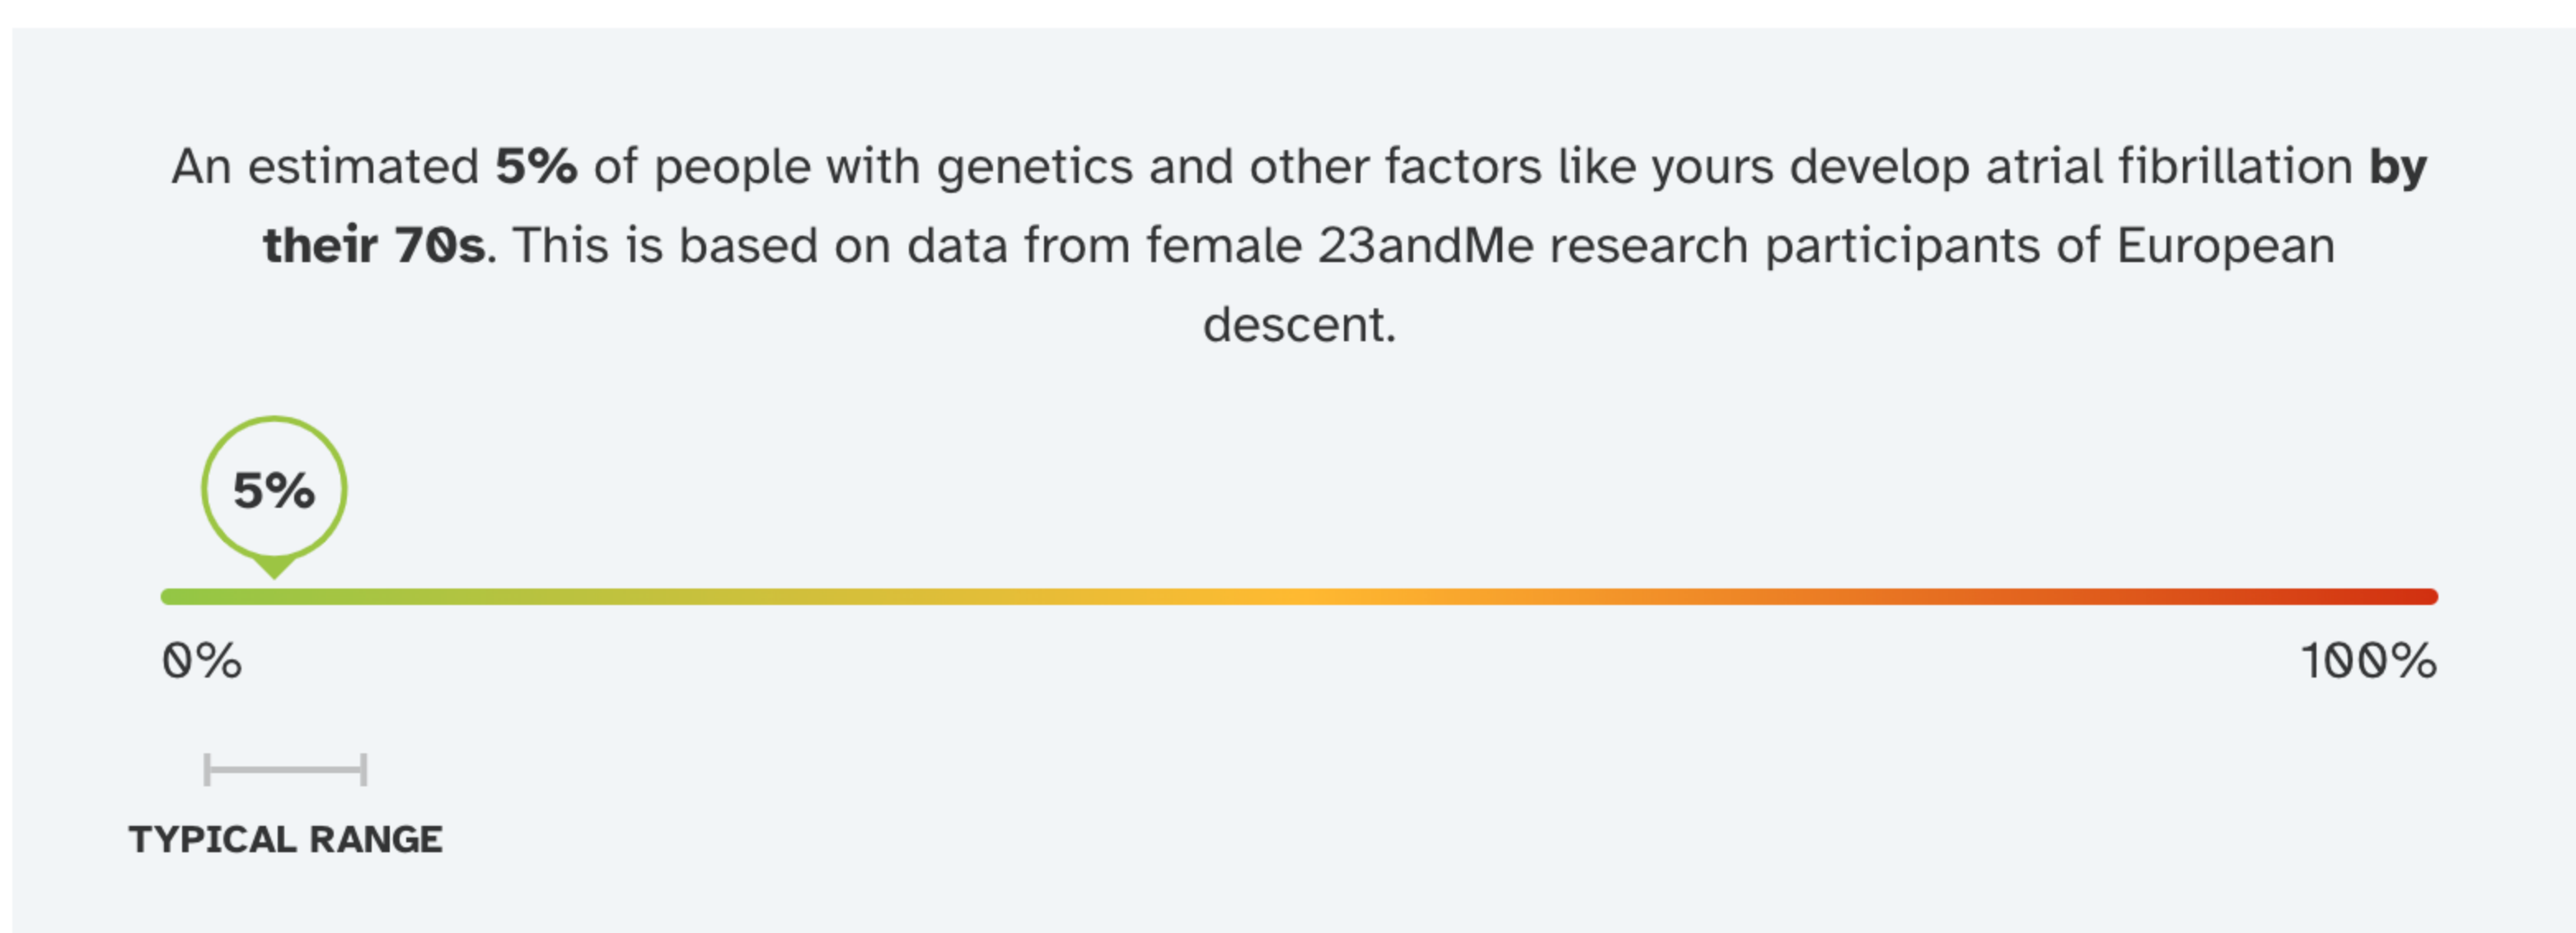 An estimated 5% of people with genetics and other factors like yours develop atrial fibrillation by
their 70s. This is based on data from female 23andMe research participants of European
descent.
5%
0%
100%
TYPICAL RANGE